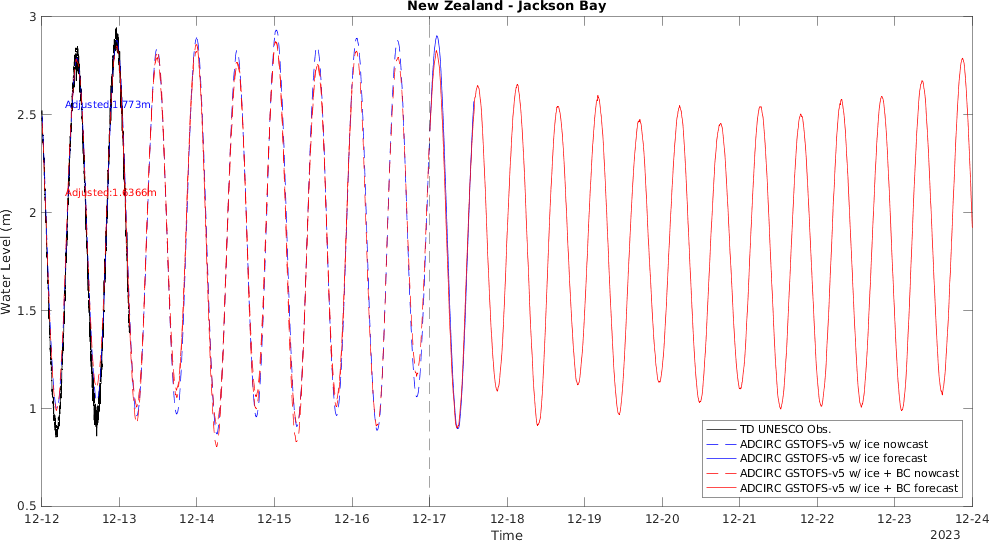 New Zealand - Jackson Bay
Water Level (m)
3
2.5
2
1.5
1
0.5
Adjusted:1.773m
Adjusted:1.6366m
TD UNESCO Obs.
ADCIRC GSTOFS-v5 w/ ice nowcast
ADCIRC GSTOFS-v5 w/ ice forecast
ADCIRC GSTOFS-v5 w/ ice + BC nowcast
ADCIRC GSTOFS-v5 w/ ice + BC forecast
12-12 12-13 12-14 12-15 12-16 12-17 12-18 12-19 12-20 12-21 12-22 12-23 12-24
Time
2023